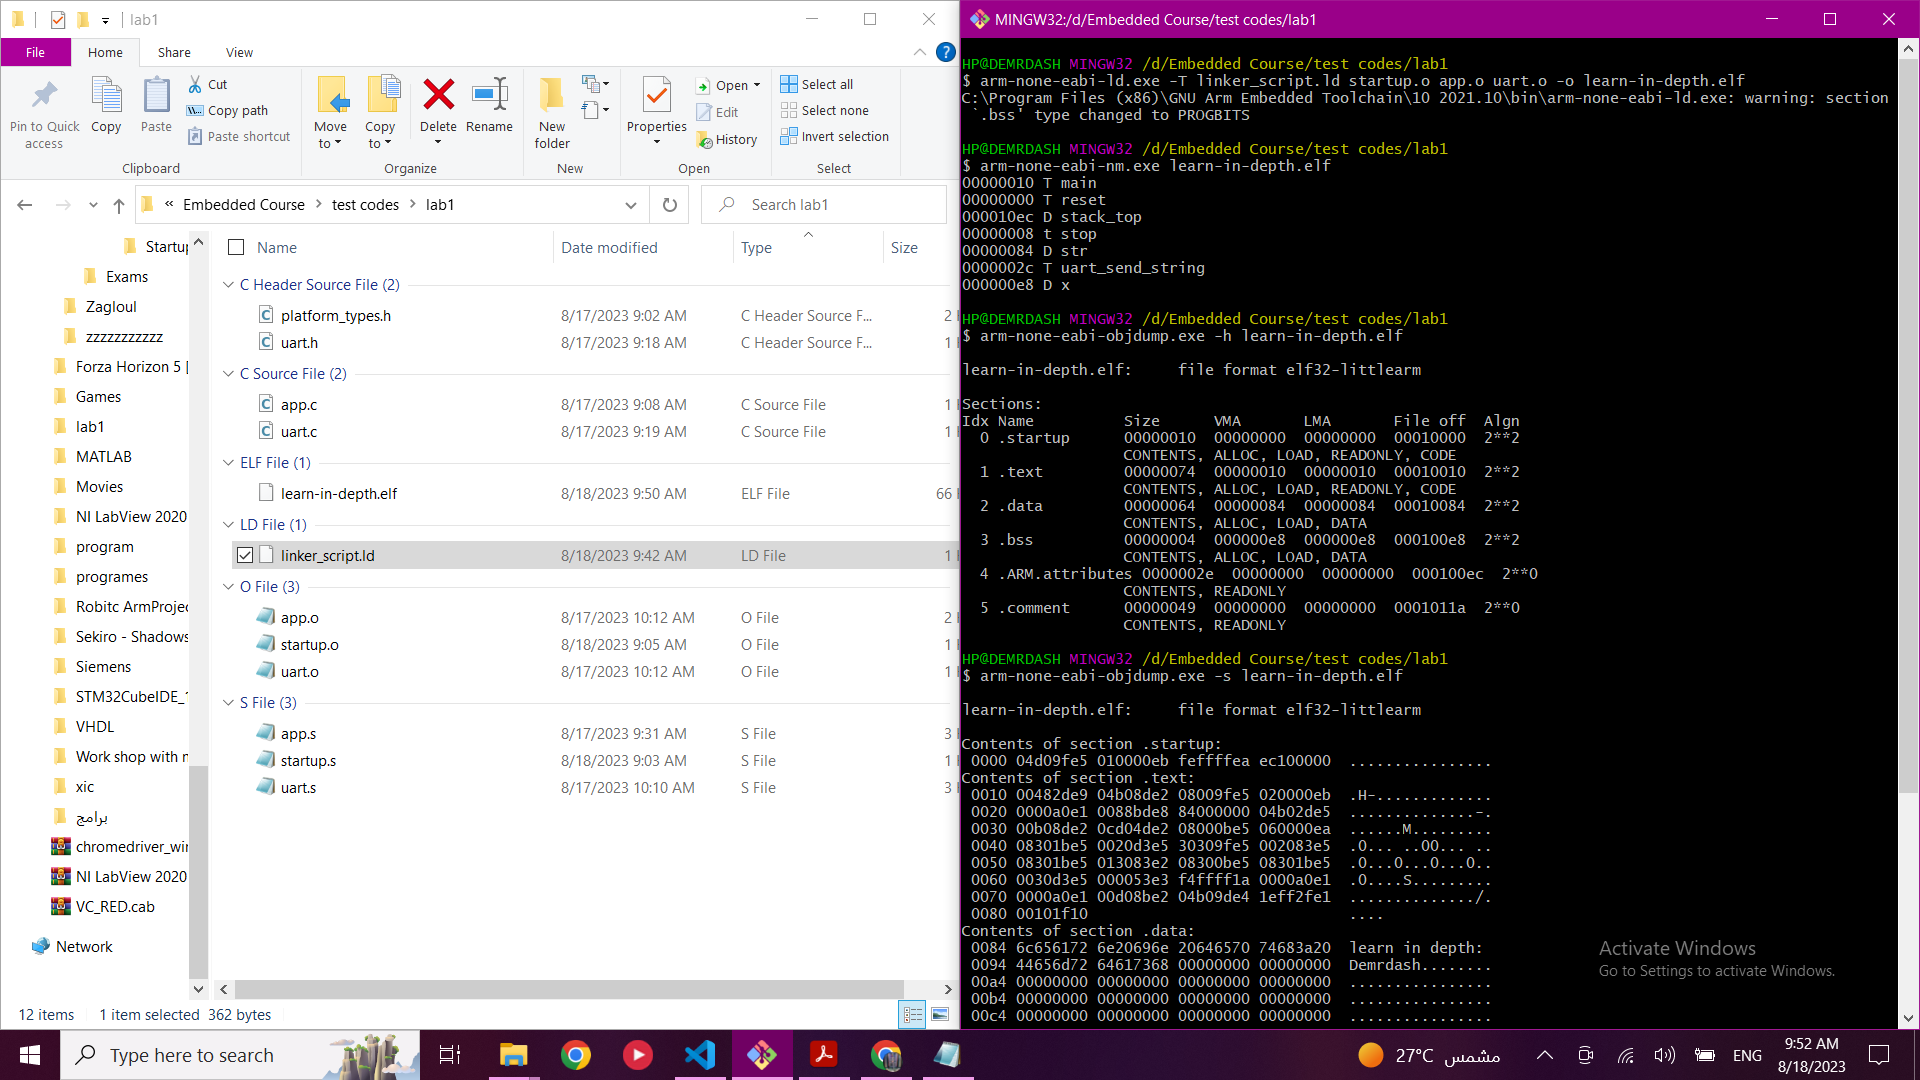 lab1
File
Home
Share
View
Pin to Quick access
Copy
Paste
Cut
Copy path
Paste shortcut
Clipboard
Move to
Copy to
Delete
Rename
Organize
New folder
New
Properties
Open
Edit
History
Open
Select all
Select none
Invert selection
Select
« Embedded Course > test codes > lab1
Search lab1
Startup
Exams
Zagloul
zzzzzzzzzzz
Forza Horizon 5 [
Games
lab1
MATLAB
Movies
NI LabView 2020
program
programes
Robitc ArmProjec
Sekiro - Shadows
Siemens
STM32CubeIDE_
VHDL
Work shop with
xic
برامج
chromedriver_wi
NI LabView 2020
VC_RED.cab
Network
Name Date modified Type Size
C Header Source File (2)
platform_types.h 8/17/2023 9:02 AM C Header Source F... 2
uart.h 8/17/2023 9:18 AM C Header Source F... 1
C Source File (2)
app.c 8/17/2023 9:08 AM C Source File 1
uart.c 8/17/2023 9:19 AM C Source File 1
ELF File (1)
learn-in-depth.elf 8/18/2023 9:50 AM ELF File 66
LD File (1)
linker_script.ld 8/18/2023 9:42 AM LD File 1
O File (3)
app.o 8/17/2023 10:12 AM O File 2
startup.o 8/18/2023 9:05 AM O File 1
uart.o 8/17/2023 10:12 AM O File 1
S File (3)
app.s 8/17/2023 9:31 AM S File 3
startup.s 8/18/2023 9:03 AM S File 1
uart.s 8/17/2023 10:10 AM S File 3
12 items 1 item selected 362 bytes
MINGW32:/d/Embedded Course/test codes/lab1
HP@DEMRDASH MINGW32 /d/Embedded Course/test codes/lab1
$ arm-none-eabi-ld.exe -T linker_script.ld startup.o app.o uart.o -o learn-in-depth.elf
C:\Program Files (x86)\GNU Arm Embedded Toolchain\10 2021.10\bin\arm-none-eabi-ld.exe: warning: section
`.bss' type changed to PROGBITS
HP@DEMRDASH MINGW32 /d/Embedded Course/test codes/lab1
$ arm-none-eabi-nm.exe learn-in-depth.elf
00000010 T main
00000000 T reset
000010ec D stack_top
00000008 t stop
00000084 D str
0000002c T uart_send_string
000000e8 D x
HP@DEMRDASH MINGW32 /d/Embedded Course/test codes/lab1
$ arm-none-eabi-objdump.exe -h learn-in-depth.elf
learn-in-depth.elf: file format elf32-littlearm
Sections:
Idx Name Size VMA LMA File off Algn
0 .startup 00000010 00000000 00000000 00010000 2**2
CONTENTS, ALLOC, LOAD, READONLY, CODE
1 .text 00000074 00000010 00000010 00010010 2**2
CONTENTS, ALLOC, LOAD, READONLY, CODE
2 .data 00000064 00000084 00000084 00010084 2**2
CONTENTS, ALLOC, LOAD, DATA
3 .bss 00000004 000000e8 000000e8 000100e8 2**2
CONTENTS, ALLOC, LOAD, DATA
4 .ARM.attributes 0000002e 00000000 00000000 000100ec 2**0
CONTENTS, READONLY
5 .comment 00000049 00000000 00000000 0001011a 2**0
CONTENTS, READONLY
HP@DEMRDASH MINGW32 /d/Embedded Course/test codes/lab1
$ arm-none-eabi-objdump.exe -s learn-in-depth.elf
learn-in-depth.elf: file format elf32-littlearm
Contents of section .startup:
0000 04d09fe5 010000eb feffffea ec100000 ................
Contents of section .text:
0010 00482de9 04b08de2 08009fe5 020000eb .H-.............
0020 0000a0e1 0088bde8 84000000 04b02de5 ..............-.
0030 00b08de2 0cd04de2 08000be5 060000ea ......M.........
0040 08301be5 0020d3e5 30309fe5 002083e5 .0... ..00... ..
0050 08301be5 013083e2 08300be5 08301be5 .0...0...0...0..
0060 0030d3e5 000053e3 f4ffff1a 0000a0e1 .0....S.........
0070 0000a0e1 00d08be2 04b09de4 1eff2fe1 ............../.
0080 00101f10 ....
Contents of section .data:
0084 6c656172 6e20696e 20646570 74683a20 learn in depth:
0094 44656d72 64617368 00000000 00000000 Demrdash........
00a4 00000000 00000000 00000000 00000000 ................
00b4 00000000 00000000 00000000 00000000 ................
00c4 00000000 00000000 00000000 00000000 ................
Activate Windows
Go to Settings to activate Windows.
Type here to search
27°C مشمس
ENG
9:52 AM
8/18/2023